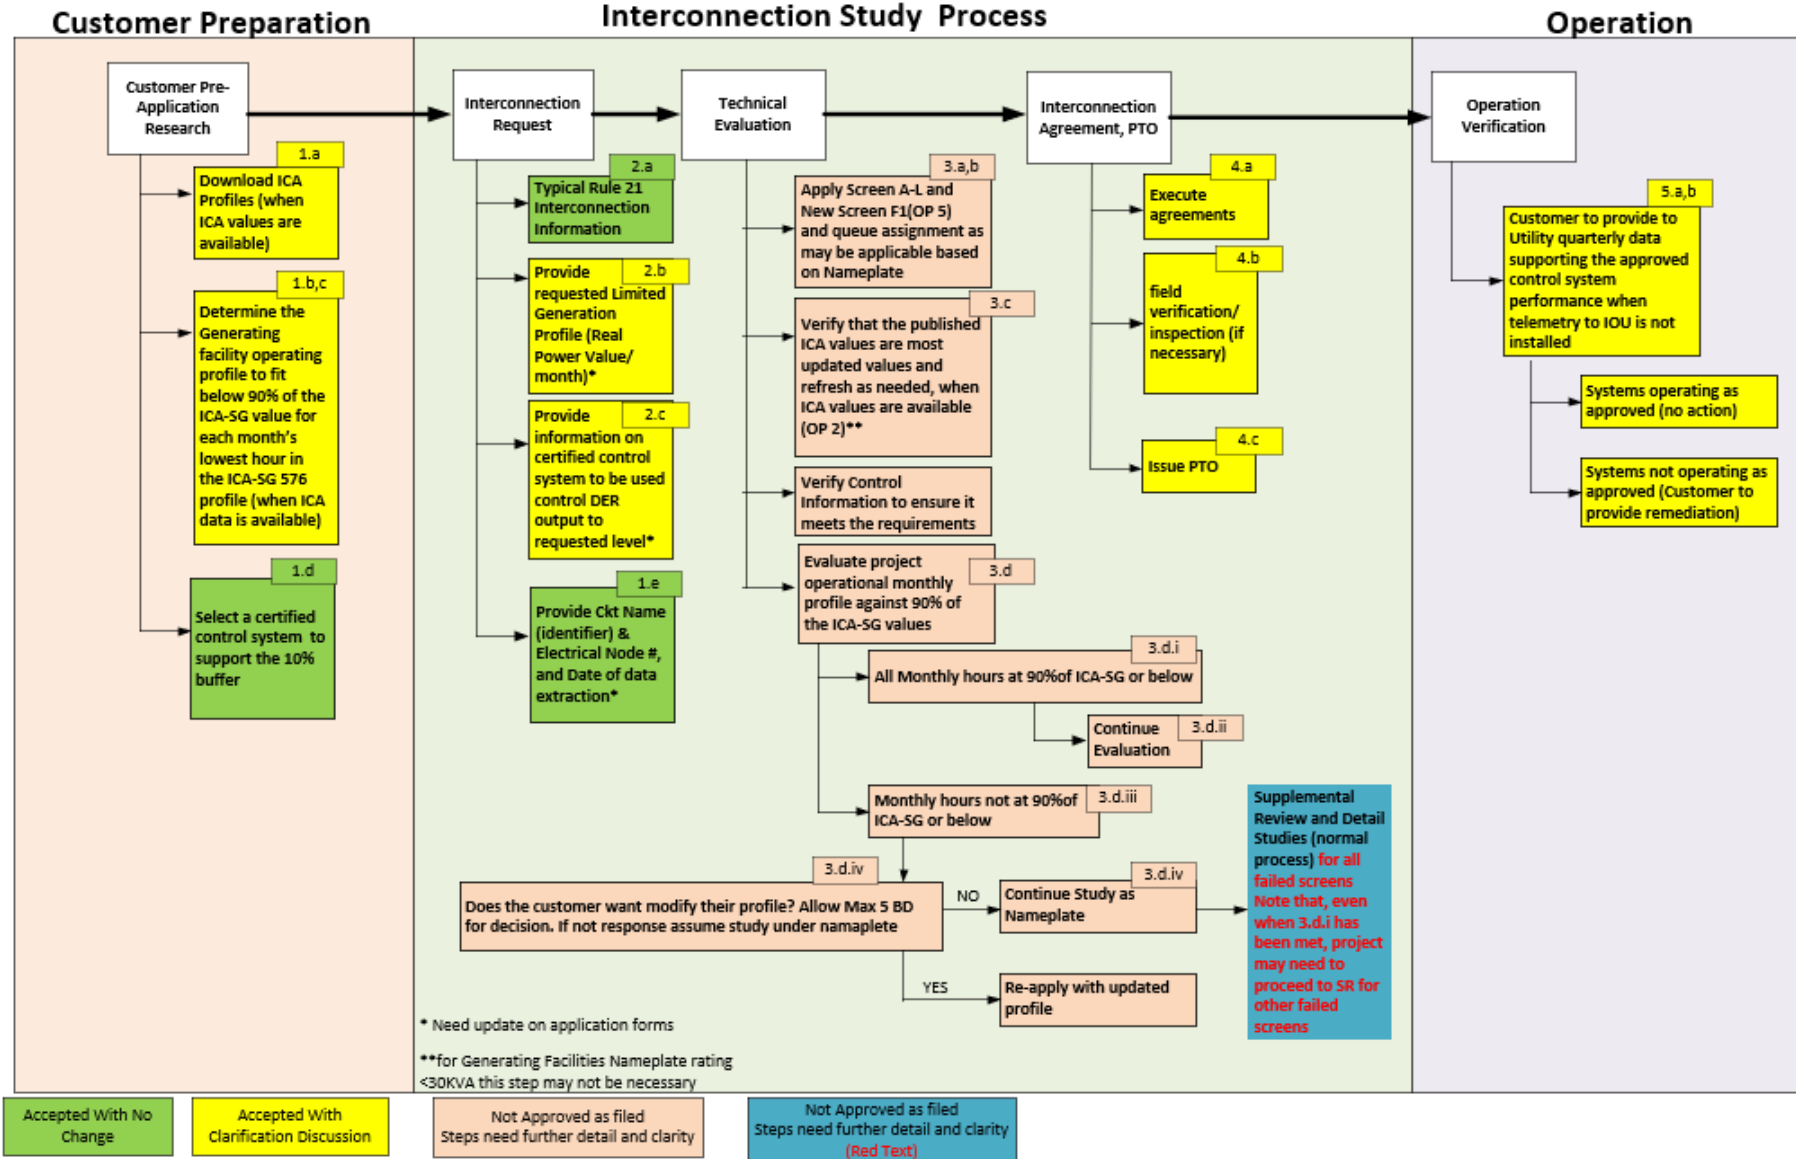 Customer Preparation
Interconnection Study Process
Operation
Customer Pre-
Application
Research
Interconnection
Request
Technical
Evaluation
Interconnection
Agreement, PTO
Operation
Verification
1.a
Download ICA
Profiles (when
ICA values are
available)
1.b,c
Determine the
Generating
facility operating
profile to fit
below 90% of the
ICA-SG value for
each month's
lowest hour in
the ICA-SG 576
profile (when ICA
data is available)
1.d
Select a certified
control system to
support the 10%
buffer
2.a
Typical Rule 21
Interconnection
Information
2.b
Provide
requested Limited
Generation
Profile (Real
Power Value/
month)*
2.c
Provide
information on
certified control
system to be used
control DER
output to
requested level*
1.e
Provide Ckt Name
(identifier) &
Electrical Node #,
and Date of data
extraction*
3.a,b
Apply Screen A-L and
New Screen F1(OP 5)
and queue assignment as
may be applicable based
on Nameplate
3.c
Verify that the published
ICA values are most
updated values and
refresh as needed, when
ICA values are available
(OP 2)**
Verify Control
Information to ensure it
meets the requirements
3.d
Evaluate project
operational monthly
profile against 90% of
the ICA-SG values
3.d.i
All Monthly hours at 90%of ICA-SG or below
3.d.ii
Continue
Evaluation
3.d.iii
Monthly hours not at 90%of
ICA-SG or below
3.d.iv
Does the customer want modify their profile? Allow Max 5 BD
for decision. If not response assume study under namaplete
NO
3.d.iv
Continue Study as
Nameplate
YES
Re-apply with updated
profile
Supplemental
Review and Detail
Studies (normal
process) for all
failed screens
Note that, even
when 3.d.i has
been met, project
may need to
proceed to SR for
other failed
screens
4.a
Execute
agreements
4.b
field
verification/
inspection (if
necessary)
4.c
Issue PTO
5.a,b
Customer to provide to
Utility quarterly data
supporting the approved
control system
performance when
telemetry to IOU is not
installed
Systems operating as
approved (no action)
Systems not operating as
approved (Customer to
provide remediation)
* Need update on application forms
**for Generating Facilities Nameplate rating
<30KVA this step may not be necessary
Accepted With No
Change
Accepted With
Clarification Discussion
Not Approved as filed
Steps need further detail and clarity
Not Approved as filed
Steps need further detail and clarity
(Red Text)